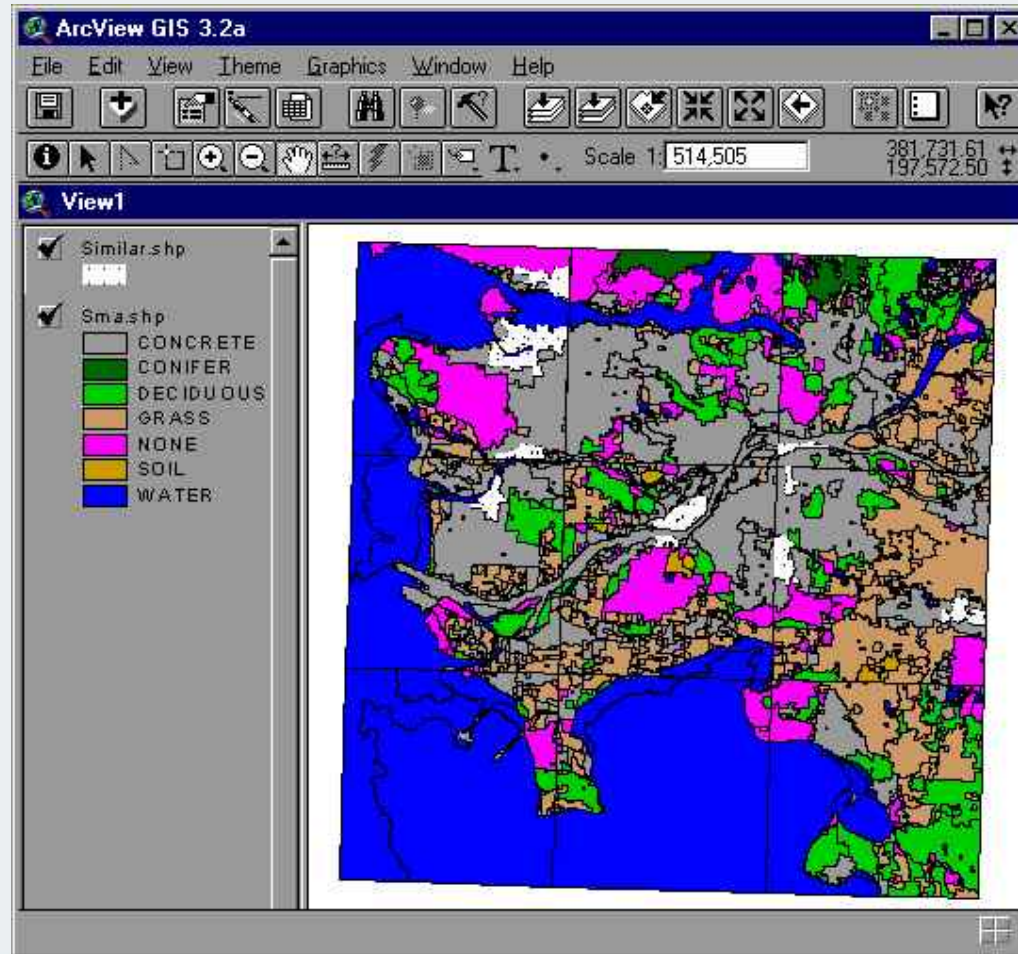 ArcView GIS 3.2a
File Edit View Theme Graphics Window Help
Scale 1: 514,505
381,731.61
197,572.50
View1
Similar.shp
Sma.shp
CONCRETE
CONIFER
DECIDUOUS
GRASS
NONE
SOIL
WATER